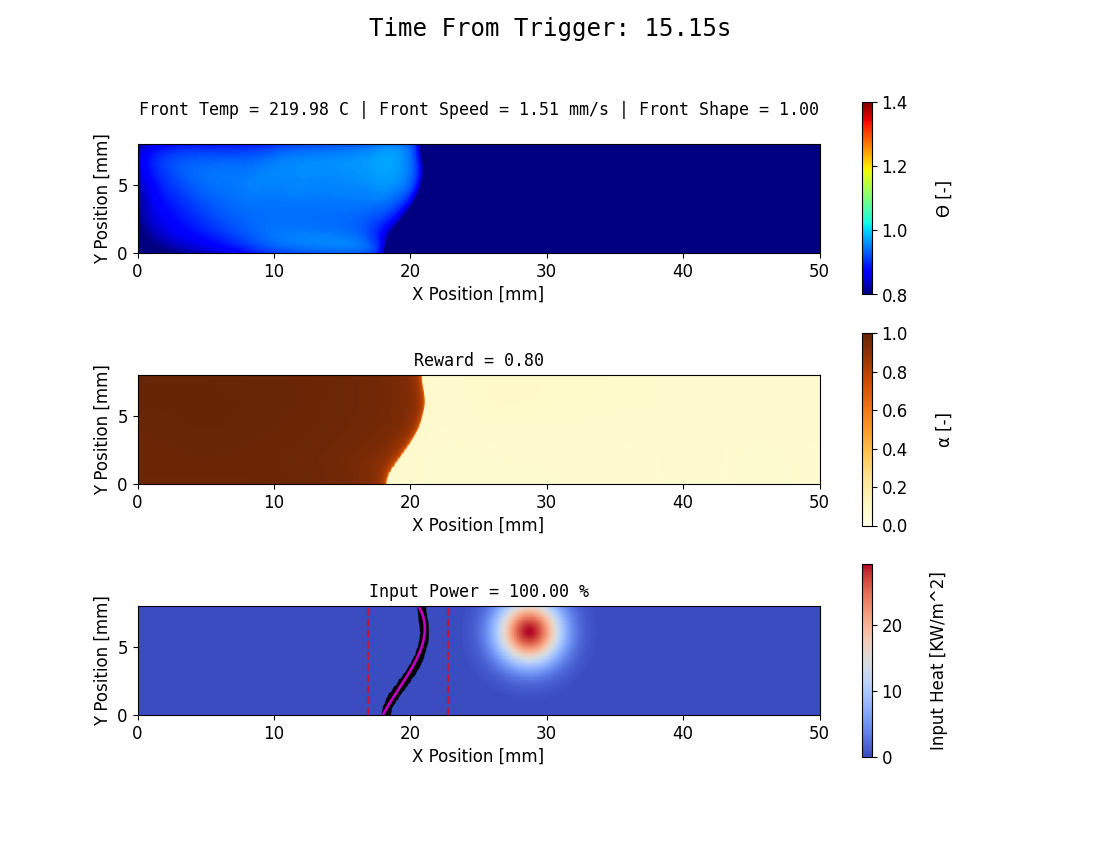 Time From Trigger: 15.15s
Front Temp = 219.98 C | Front Speed = 1.51 mm/s | Front Shape = 1.00
Y Position [mm]
5
0
0 10 20 30 40 50
X Position [mm]
1.4
1.2
1.0
0.8
ϴ [-]
Reward = 0.80
Y Position [mm]
5
0
0 10 20 30 40 50
X Position [mm]
1.0
0.8
0.6
0.4
0.2
0.0
α [-]
Input Power = 100.00 %
Y Position [mm]
5
0
0 10 20 30 40 50
X Position [mm]
20
10
0
Input Heat [KW/m^2]